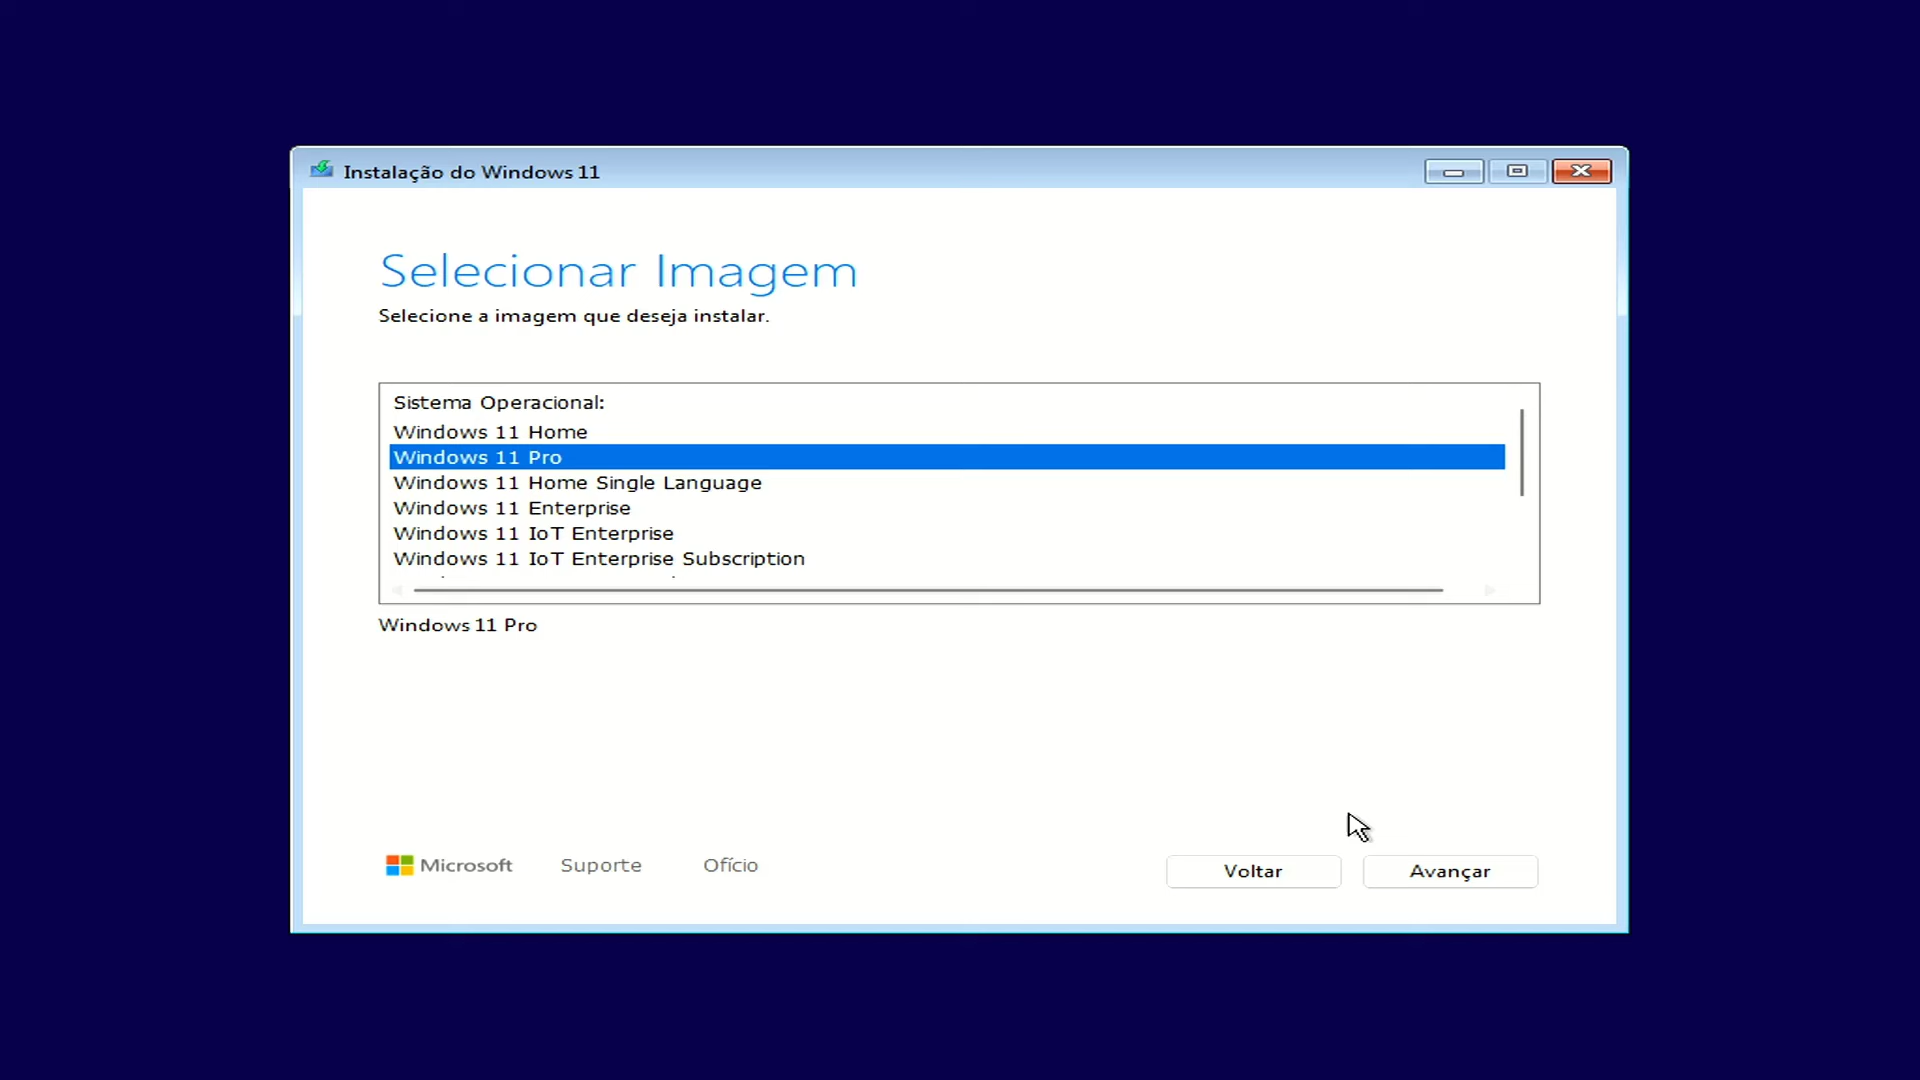 Instalação do Windows 11
Selecionar Imagem
Selecione a imagem que deseja instalar.
Sistema Operacional:
Windows 11 Home
Windows 11 Pro
Windows 11 Home Single Language
Windows 11 Enterprise
Windows 11 IoT Enterprise
Windows 11 IoT Enterprise Subscription
Windows 11 Pro
Microsoft Suporte Ofício Voltar Avançar